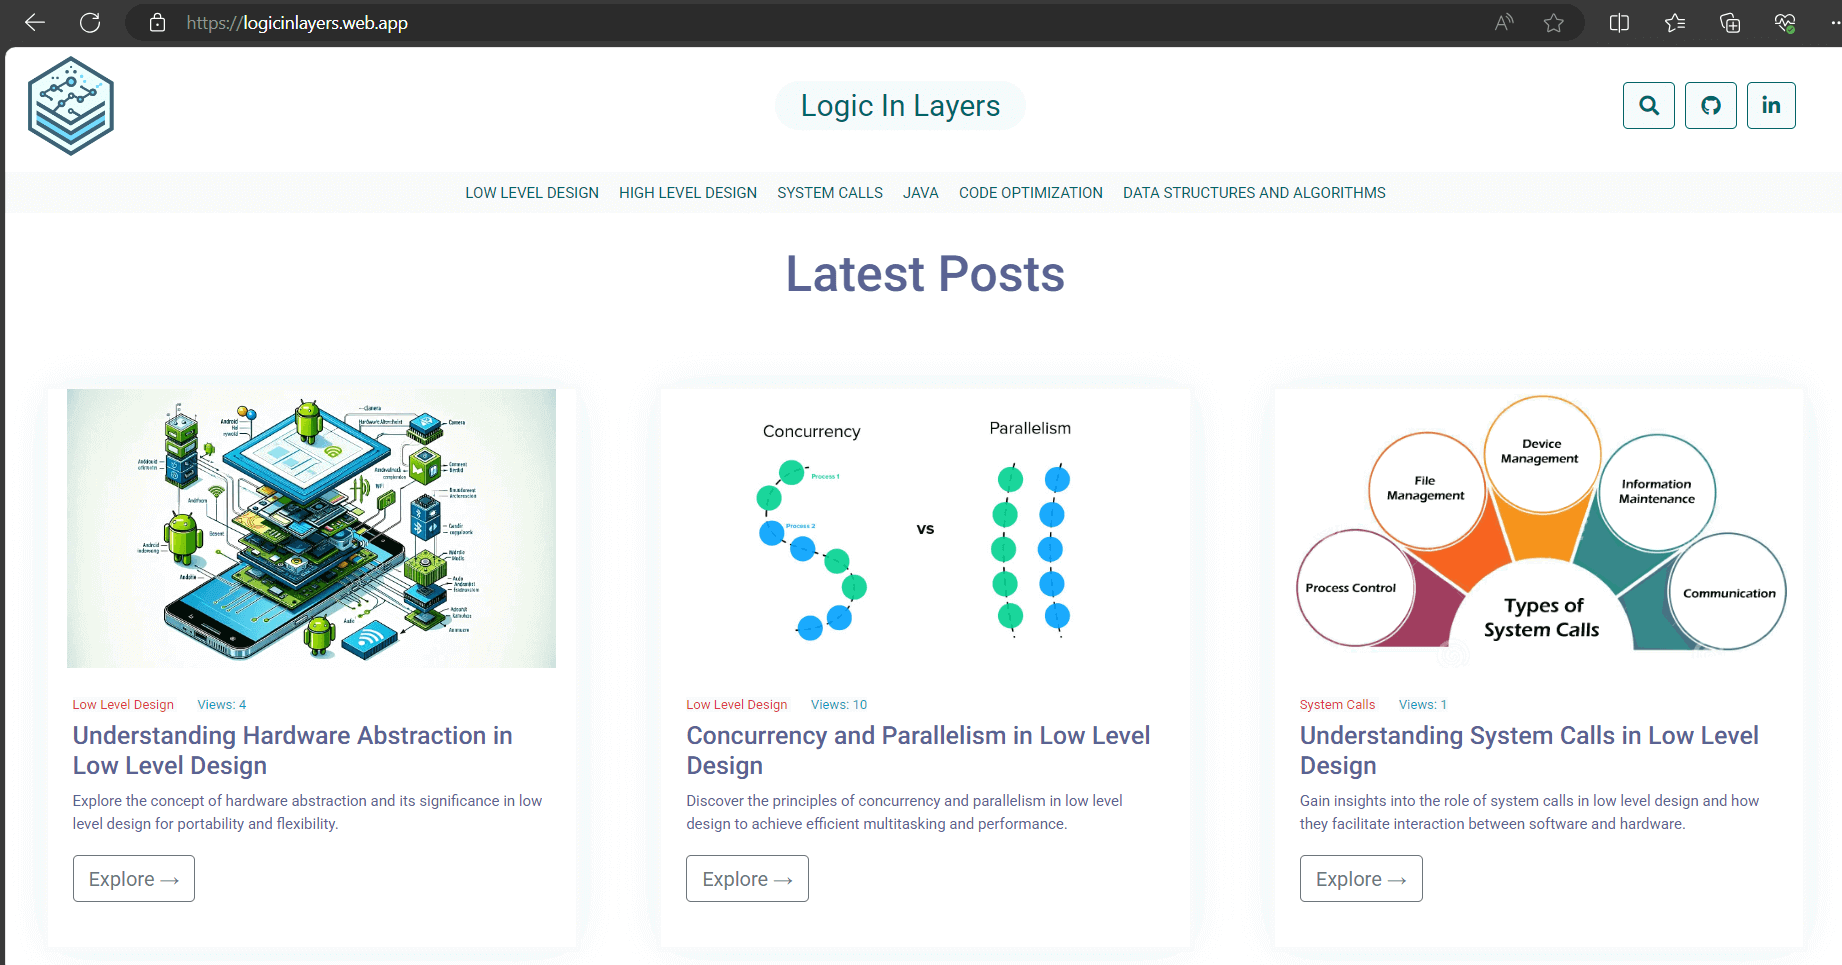 https://logicinlayers.web.app
Logic In Layers
LOW LEVEL DESIGN HIGH LEVEL DESIGN SYSTEM CALLS JAVA CODE OPTIMIZATION DATA STRUCTURES AND ALGORITHMS
Latest Posts
Camera
Camera
Android
WiFi
Android
Auto
Concurrency
Process 1
Process 2
vs
Parallelism
Device
Management
File
Management
Information
Maintenance
Process Control
Communication
Types of
System Calls
Low Level Design Views: 4
Understanding Hardware Abstraction in
Low Level Design
Explore the concept of hardware abstraction and its significance in low
level design for portability and flexibility.
Explore →
Low Level Design Views: 10
Concurrency and Parallelism in Low Level
Design
Discover the principles of concurrency and parallelism in low level
design to achieve efficient multitasking and performance.
Explore →
System Calls Views: 1
Understanding System Calls in Low Level
Design
Gain insights into the role of system calls in low level design and how
they facilitate interaction between software and hardware.
Explore →